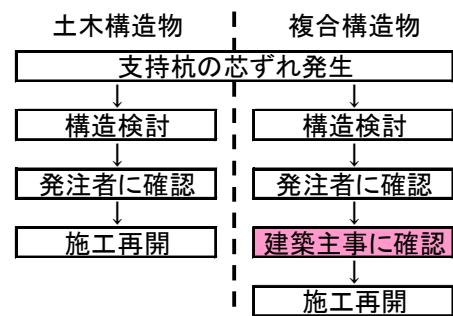 土木構造物
複合構造物
支持杭の芯ずれ発生
↓
↓
構造検討
構造検討
↓
↓
発注者に確認
発注者に確認
↓
↓
施工再開
建築主事に確認
↓
施工再開